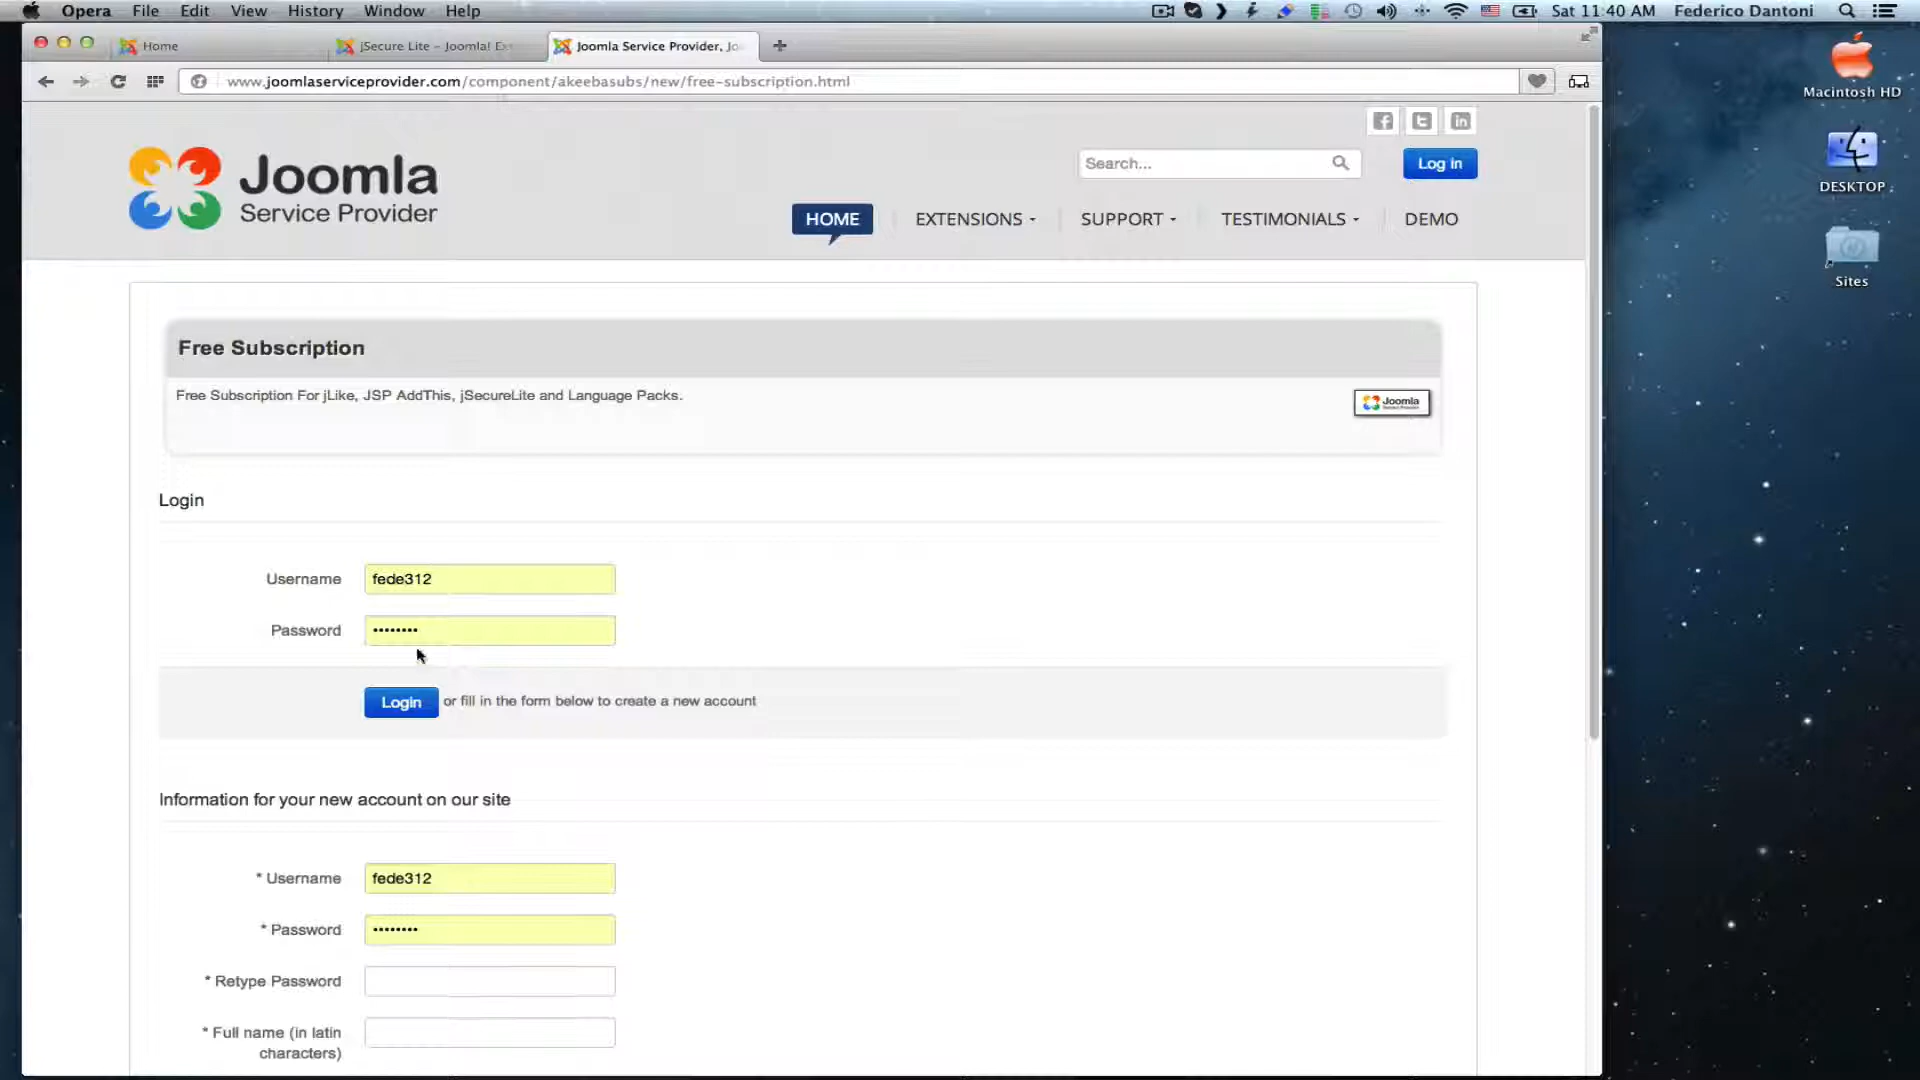 Opera File Edit View History Window Help Sat 11:40 AM Federico Dantoni
Home jSecure Lite - Joomla! Ex Joomla Service Provider, Jo
www.joomlaserviceprovider.com/component/akeebasubs/new/free-subscription.html
Macintosh HD
DESKTOP
Sites
Joomla
Service Provider
Search...
Log in
HOME EXTENSIONS SUPPORT TESTIMONIALS DEMO
Free Subscription
Free Subscription For jLike, JSP AddThis, jSecureLite and Language Packs.
Joomla
Service Provider
Login
Username fede312
Password ••••••••
Login or fill in the form below to create a new account
Information for your new account on our site
* Username fede312
* Password ••••••••
* Retype Password
* Full name (in latin
characters)